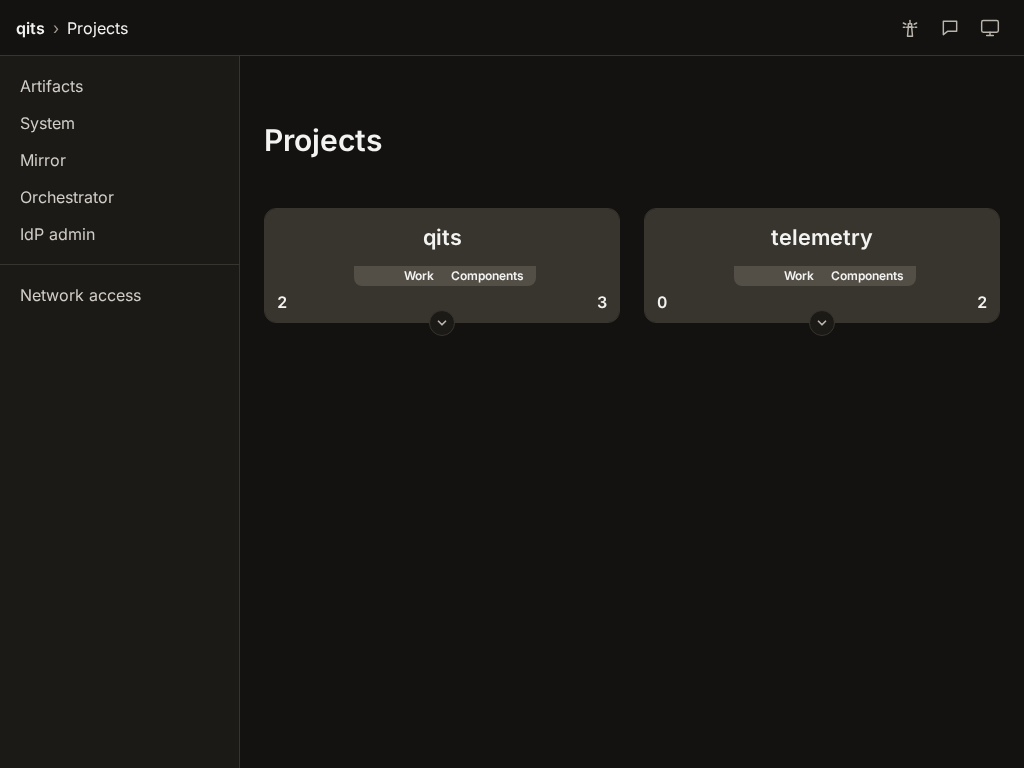 qits › Projects
Artifacts
System
Mirror
Orchestrator
IdP admin
Network access
Projects
qits
Work Components
2 3
telemetry
Work Components
0 2